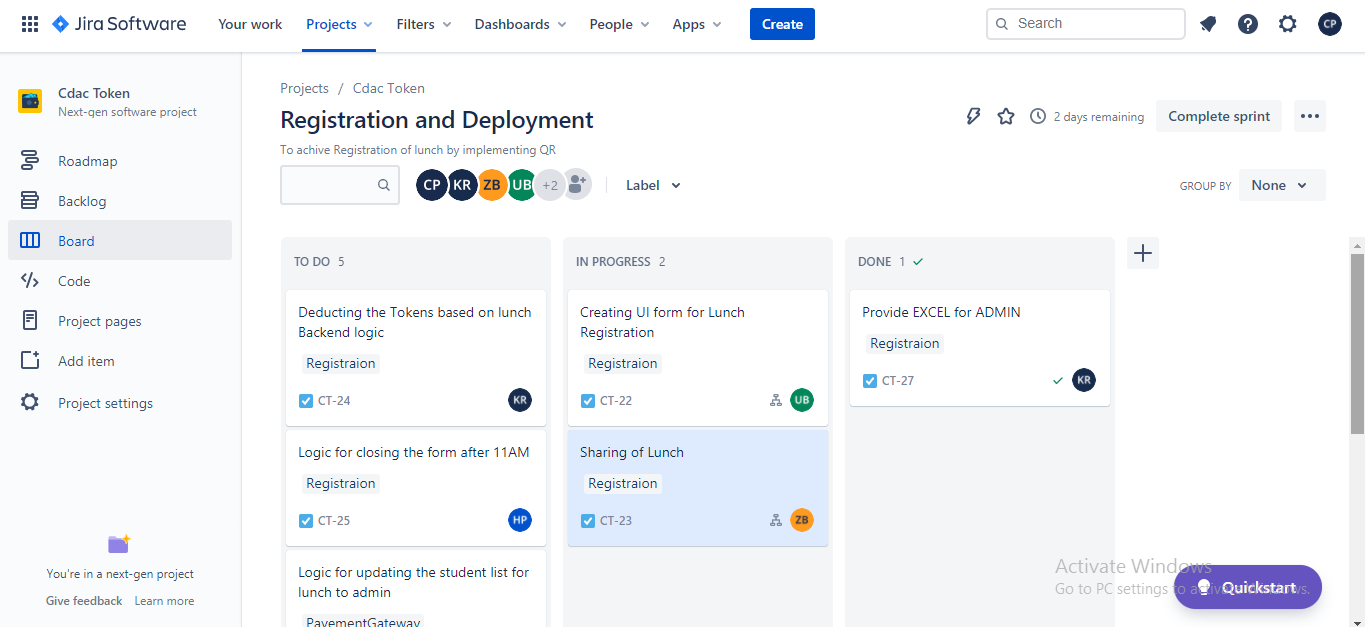 Jira Software
Your work
Projects
Filters
Dashboards
People
Apps
Create
Search
CP
Cdac Token
Next-gen software project
Roadmap
Backlog
Board
Code
Project pages
Add item
Project settings
You're in a next-gen project
Give feedback Learn more
Projects / Cdac Token
Registration and Deployment
2 days remaining
Complete sprint
To achive Registration of lunch by implementing QR
CP KR ZB UB +2
Label
GROUP BY None
TO DO 5
Deducting the Tokens based on lunch
Backend logic
Registraion
CT-24 KR
Logic for closing the form after 11AM
Registraion
CT-25 HP
Logic for updating the student list for
lunch to admin
PavementGateway
IN PROGRESS 2
Creating UI form for Lunch
Registration
Registraion
CT-22 UB
Sharing of Lunch
Registraion
CT-23 ZB
DONE 1
Provide EXCEL for ADMIN
Registraion
CT-27 KR
Activate Windows
Go to PC settings to activate Windows.
Quickstart